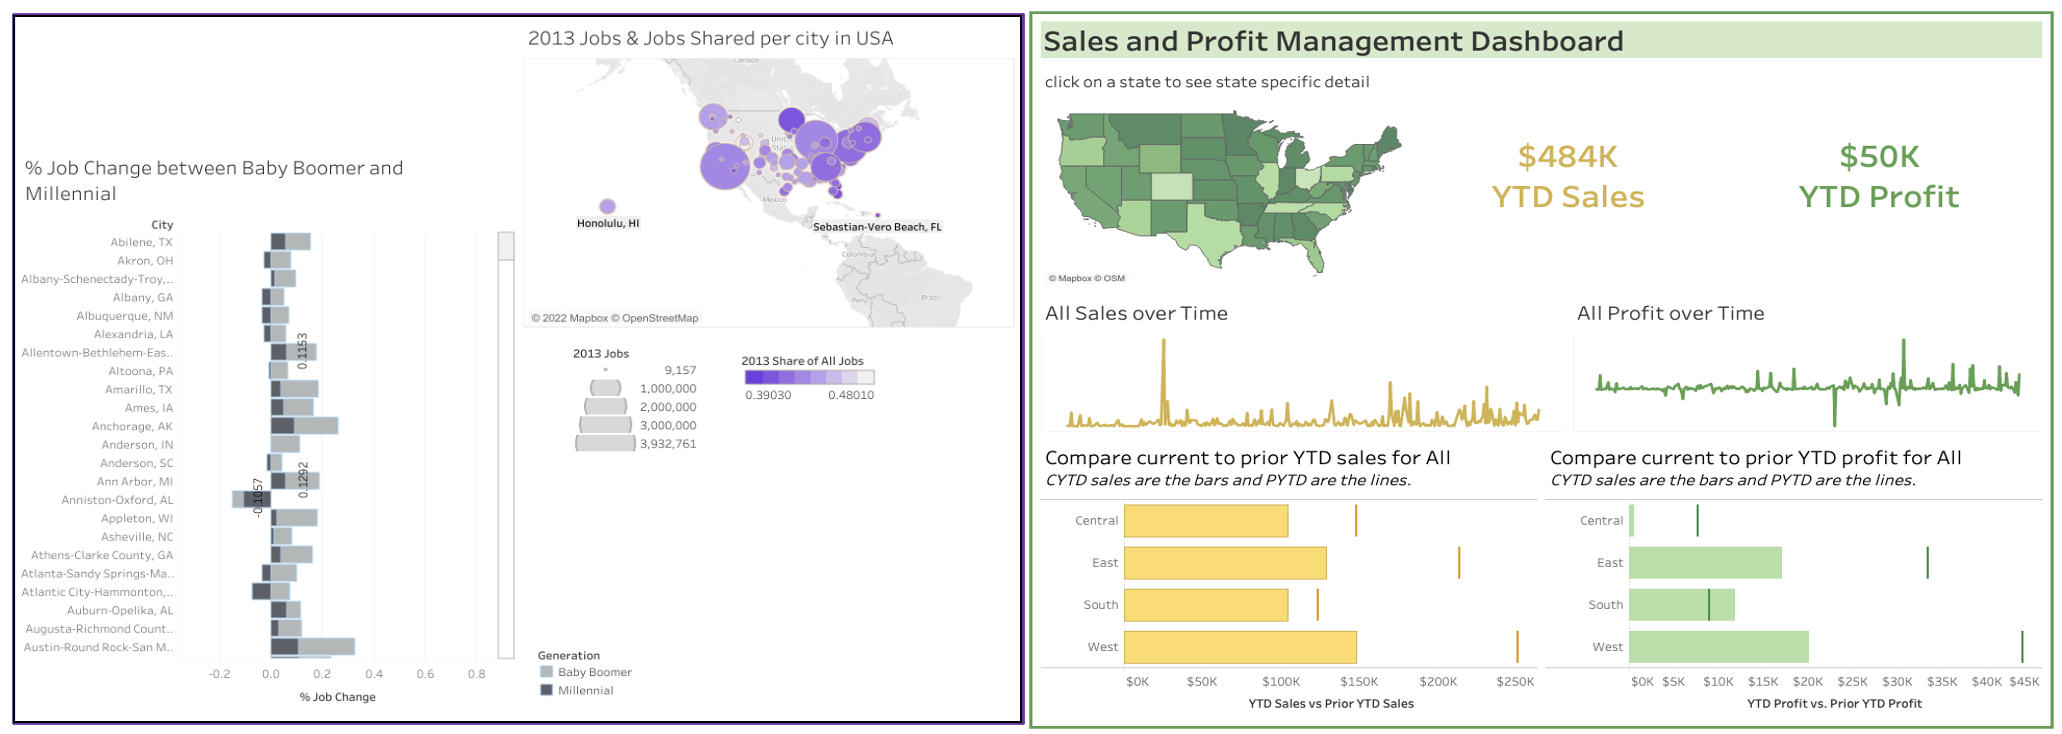 2013 Jobs & Jobs Shared per city in USA
Canada
Mexico
Honolulu, HI
Sebastian-Vero Beach, FL
Colombia
Peru
Brazil
© 2022 Mapbox © OpenStreetMap
% Job Change between Baby Boomer and
Millennial
City
Abilene, TX
Akron, OH
Albany-Schenectady-Troy,..
Albany, GA
Albuquerque, NM
Alexandria, LA
Allentown-Bethlehem-Eas..
0.1153
Altoona, PA
Amarillo, TX
Ames, IA
Anchorage, AK
Anderson, IN
Anderson, SC
Ann Arbor, MI
0.1292
Anniston-Oxford, AL
-0.1057
Appleton, WI
Asheville, NC
Athens-Clarke County, GA
Atlanta-Sandy Springs-Ma..
Atlantic City-Hammonton,..
Auburn-Opelika, AL
Augusta-Richmond Count..
Austin-Round Rock-San M..
-0.2 0.0 0.2 0.4 0.6 0.8
% Job Change
2013 Jobs
9,157
1,000,000
2,000,000
3,000,000
3,932,761
2013 Share of All Jobs
0.39030 0.48010
Generation
Baby Boomer
Millennial
Sales and Profit Management Dashboard
click on a state to see state specific detail
© Mapbox © OSM
$484K
YTD Sales
$50K
YTD Profit
All Sales over Time
All Profit over Time
Compare current to prior YTD sales for All
CYTD sales are the bars and PYTD are the lines.
Central
East
South
West
$0K $50K $100K $150K $200K $250K
YTD Sales vs Prior YTD Sales
Compare current to prior YTD profit for All
CYTD sales are the bars and PYTD are the lines.
Central
East
South
West
$0K $5K $10K $15K $20K $25K $30K $35K $40K $45K
YTD Profit vs. Prior YTD Profit